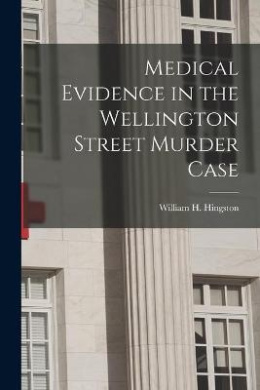 Medical
Evidence in the
Wellington
Street Murder
Case
William H. Hingston